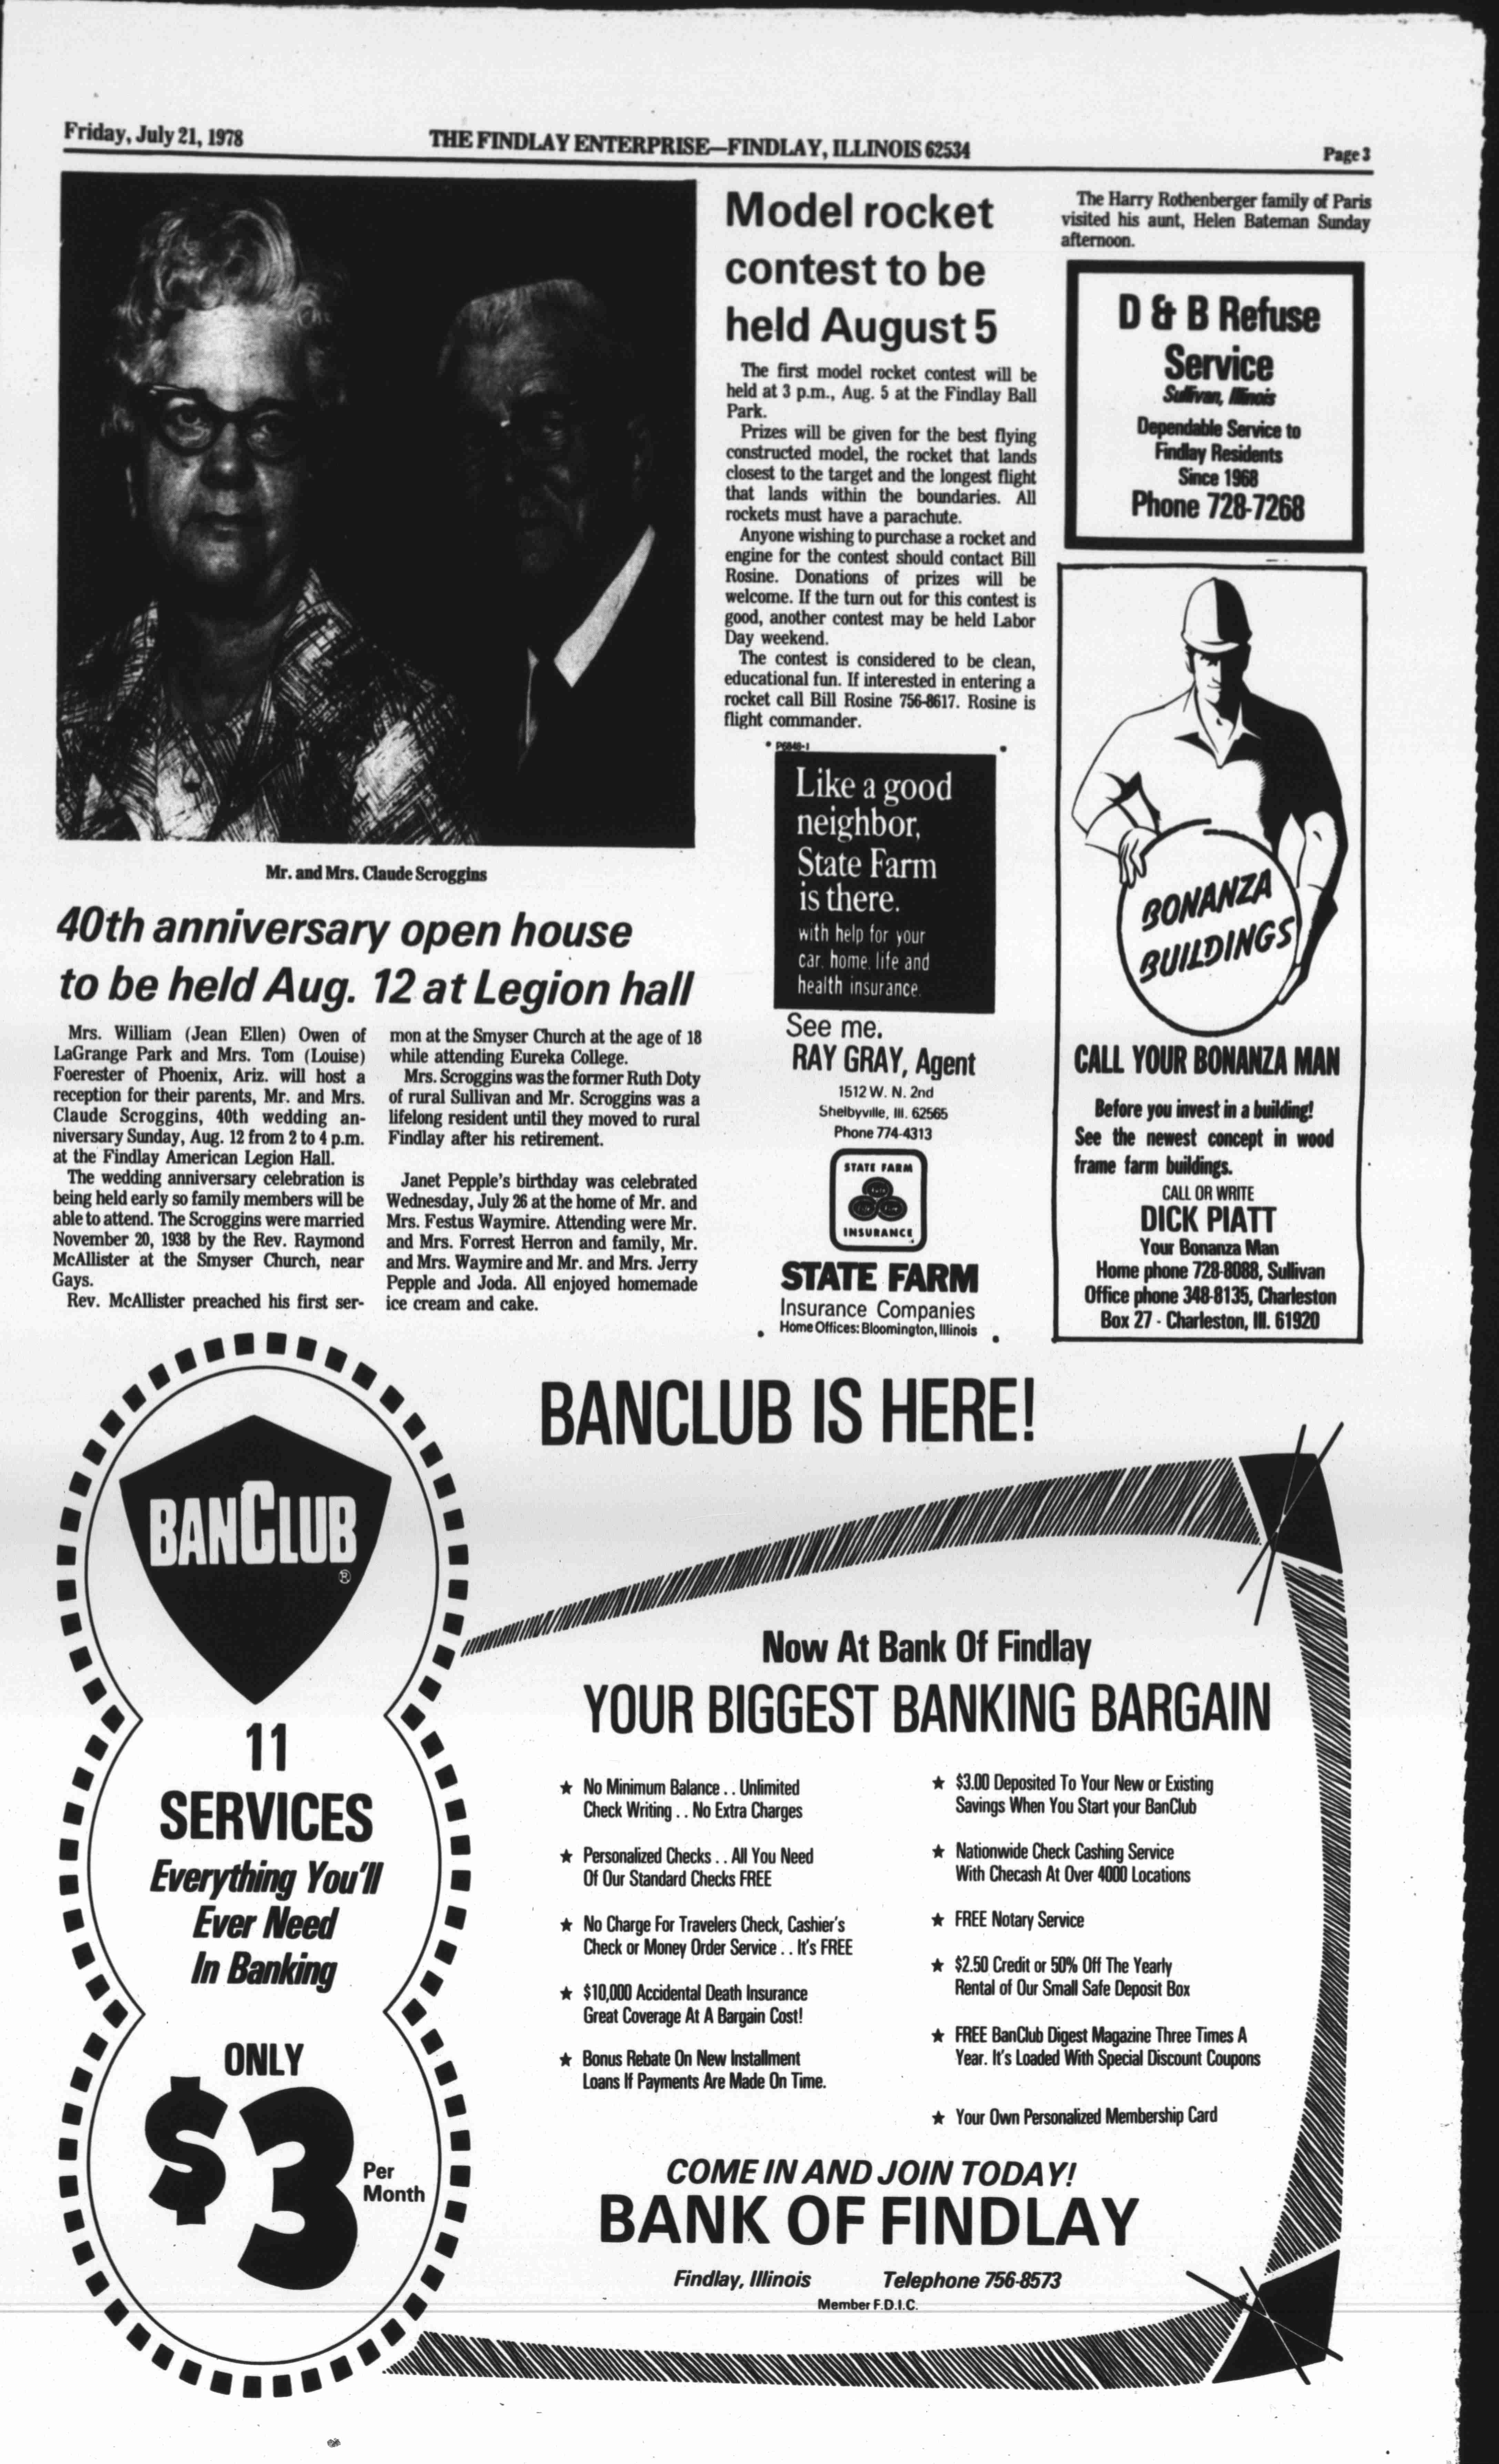 Friday, July 21, 1978
THE FINDLAY ENTERPRISE—FINDLAY, ILLINOIS 62534
Page 3
Mr. and Mrs. Claude Scroggins
40th anniversary open house
to be held Aug. 12 at Legion hall
Mrs. William (Jean Ellen) Owen of
LaGrange Park and Mrs. Tom (Louise)
Foerester of Phoenix, Ariz. will host a
reception for their parents, Mr. and Mrs.
Claude Scroggins, 40th wedding an-
niversary Sunday, Aug. 12 from 2 to 4 p.m.
at the Findlay American Legion Hall.
The wedding anniversary celebration is
being held early so family members will be
able to attend. The Scroggins were married
November 20, 1938 by the Rev. Raymond
McAllister at the Smyser Church, near
Gays.
Rev. McAllister preached his first ser-
mon at the Smyser Church at the age of 18
while attending Eureka College.
Mrs. Scroggins was the former Ruth Doty
of rural Sullivan and Mr. Scroggins was a
lifelong resident until they moved to rural
Findlay after his retirement.
Janet Pepple's birthday was celebrated
Wednesday, July 26 at the home of Mr. and
Mrs. Festus Waymire. Attending were Mr.
and Mrs. Forrest Herron and family, Mr.
and Mrs. Waymire and Mr. and Mrs. Jerry
Pepple and Joda. All enjoyed homemade
ice cream and cake.
Model rocket
contest to be
held August 5
The first model rocket contest will be
held at 3 p.m., Aug. 5 at the Findlay Ball
Park.
Prizes will be given for the best flying
constructed model, the rocket that lands
closest to the target and the longest flight
that lands within the boundaries. All
rockets must have a parachute.
Anyone wishing to purchase a rocket and
engine for the contest should contact Bill
Rosine. Donations of prizes will be
welcome. If the turn out for this contest is
good, another contest may be held Labor
Day weekend.
The contest is considered to be clean,
educational fun. If interested in entering a
rocket call Bill Rosine 756-8617. Rosine is
flight commander.
P6848-1
Like a good
neighbor,
State Farm
is there.
with help for your
car, home, life and
health insurance.
See me.
RAY GRAY, Agent
1512 W. N. 2nd
Shelbyville, Ill. 62565
Phone 774-4313
STATE FARM
INSURANCE
STATE FARM
Insurance Companies
Home Offices: Bloomington, Illinois
The Harry Rothenberger family of Paris
visited his aunt, Helen Bateman Sunday
afternoon.
D & B Refuse
Service
Sullivan, Illinois
Dependable Service to
Findlay Residents
Since 1968
Phone 728-7268
BONANZA
BUILDINGS
CALL YOUR BONANZA MAN
Before you invest in a building!
See the newest concept in wood
frame farm buildings.
CALL OR WRITE
DICK PIATT
Your Bonanza Man
Home phone 728-8088, Sullivan
Office phone 348-8135, Charleston
Box 27 - Charleston, Ill. 61920
BANCLUB IS HERE!
BANCLUB
®
11
SERVICES
Everything You'll
Ever Need
In Banking
ONLY
$3
Per
Month
Now At Bank Of Findlay
YOUR BIGGEST BANKING BARGAIN
★ No Minimum Balance . . Unlimited
Check Writing . . No Extra Charges
★ Personalized Checks . . All You Need
Of Our Standard Checks FREE
★ No Charge For Travelers Check, Cashier's
Check or Money Order Service . . It's FREE
★ $10,000 Accidental Death Insurance
Great Coverage At A Bargain Cost!
★ Bonus Rebate On New Installment
Loans If Payments Are Made On Time.
★ $3.00 Deposited To Your New or Existing
Savings When You Start your BanClub
★ Nationwide Check Cashing Service
With Checash At Over 4000 Locations
★ FREE Notary Service
★ $2.50 Credit or 50% Off The Yearly
Rental of Our Small Safe Deposit Box
★ FREE BanClub Digest Magazine Three Times A
Year. It's Loaded With Special Discount Coupons
★ Your Own Personalized Membership Card
COME IN AND JOIN TODAY!
BANK OF FINDLAY
Findlay, Illinois Telephone 756-8573
Member F.D.I.C.